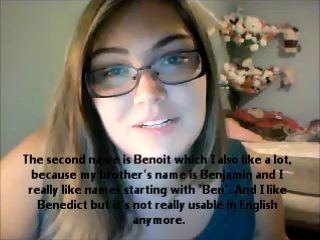 The second name is Benoit which I also like a lot,
because my brother's name is Benjamin and I
really like names starting with 'Ben'. And I like
Benedict but it's not really usable in English
anymore.